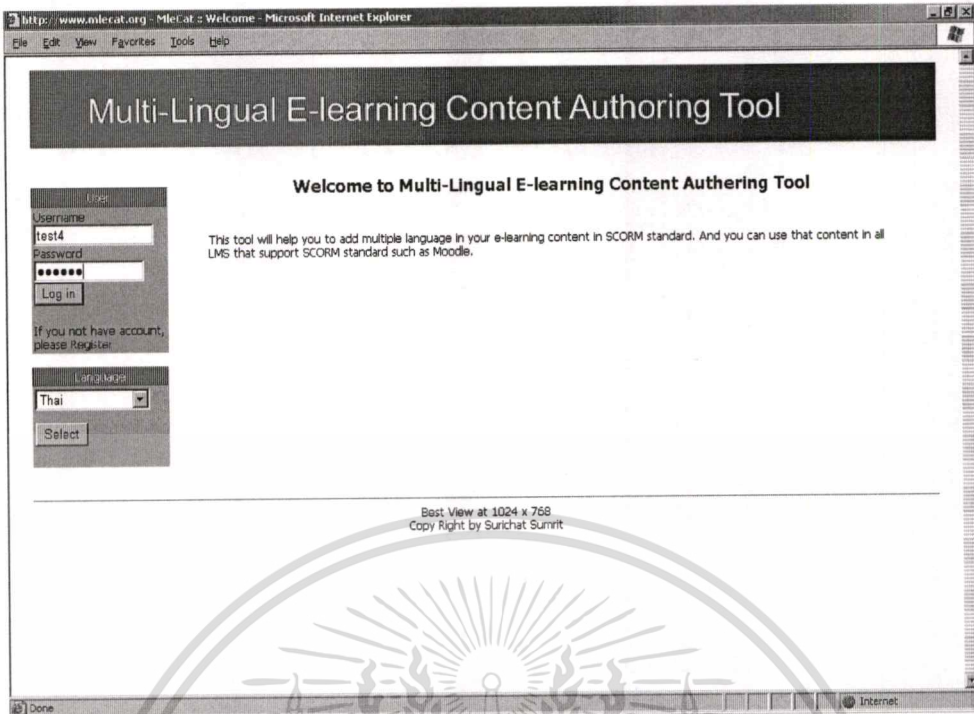 http://www.mlecat.org - MleCat :: Welcome - Microsoft Internet Explorer
File Edit View Favorites Tools Help
Multi-Lingual E-learning Content Authoring Tool
User
Username
test4
Password
●●●●●●
Log in
If you not have account,
please Register
Language
Thai
Select
Welcome to Multi-Lingual E-learning Content Authering Tool
This tool will help you to add multiple language in your e-learning content in SCORM standard. And you can use that content in all
LMS that support SCORM standard such as Moodle.
Best View at 1024 x 768
Copy Right by Surichat Sumrit
Done
Internet